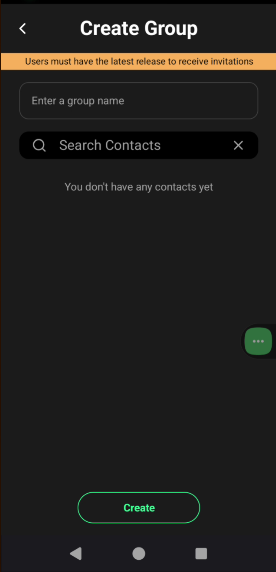 Create Group
Users must have the latest release to receive invitations
Enter a group name
Search Contacts
You don't have any contacts yet
Create